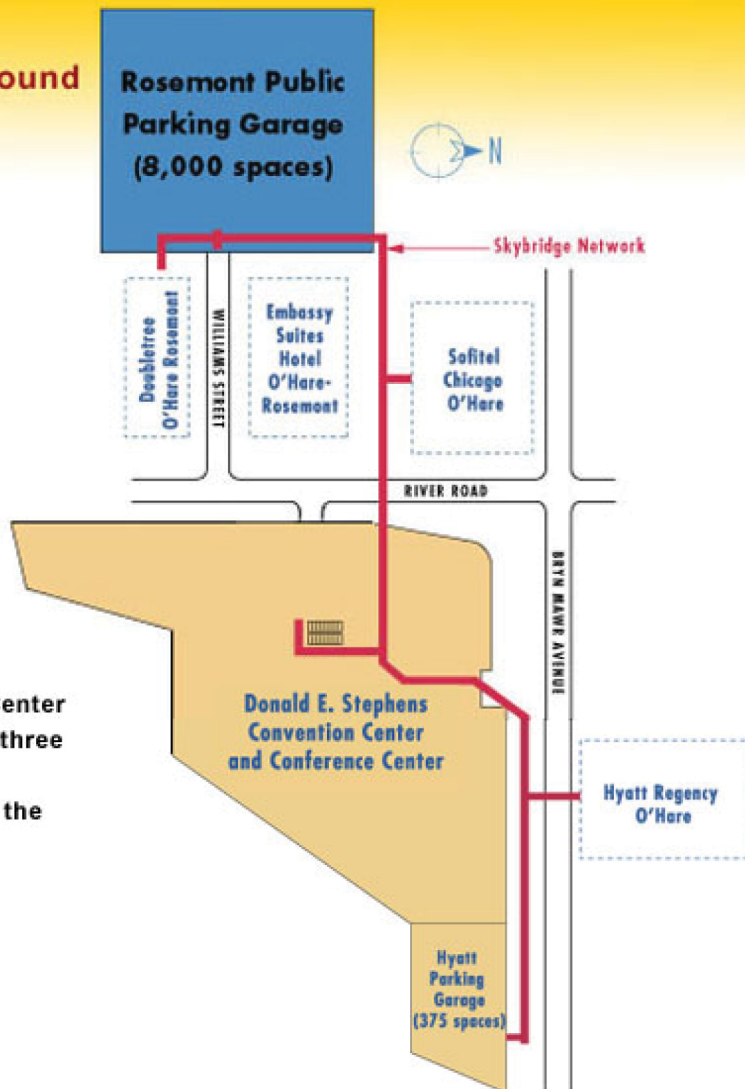 ound
Rosemont Public
Parking Garage
(8,000 spaces)
N
Skybridge Network
Doubletree
O'Hare Rosemont
WILLIAMS STREET
Embassy
Suites
Hotel
O'Hare-
Rosemont
Sofitel
Chicago
O'Hare
RIVER ROAD
BRYN MAWR AVENUE
enter
three
the
Donald E. Stephens
Convention Center
and Conference Center
Hyatt Regency
O'Hare
Hyatt
Parking
Garage
(375 spaces)